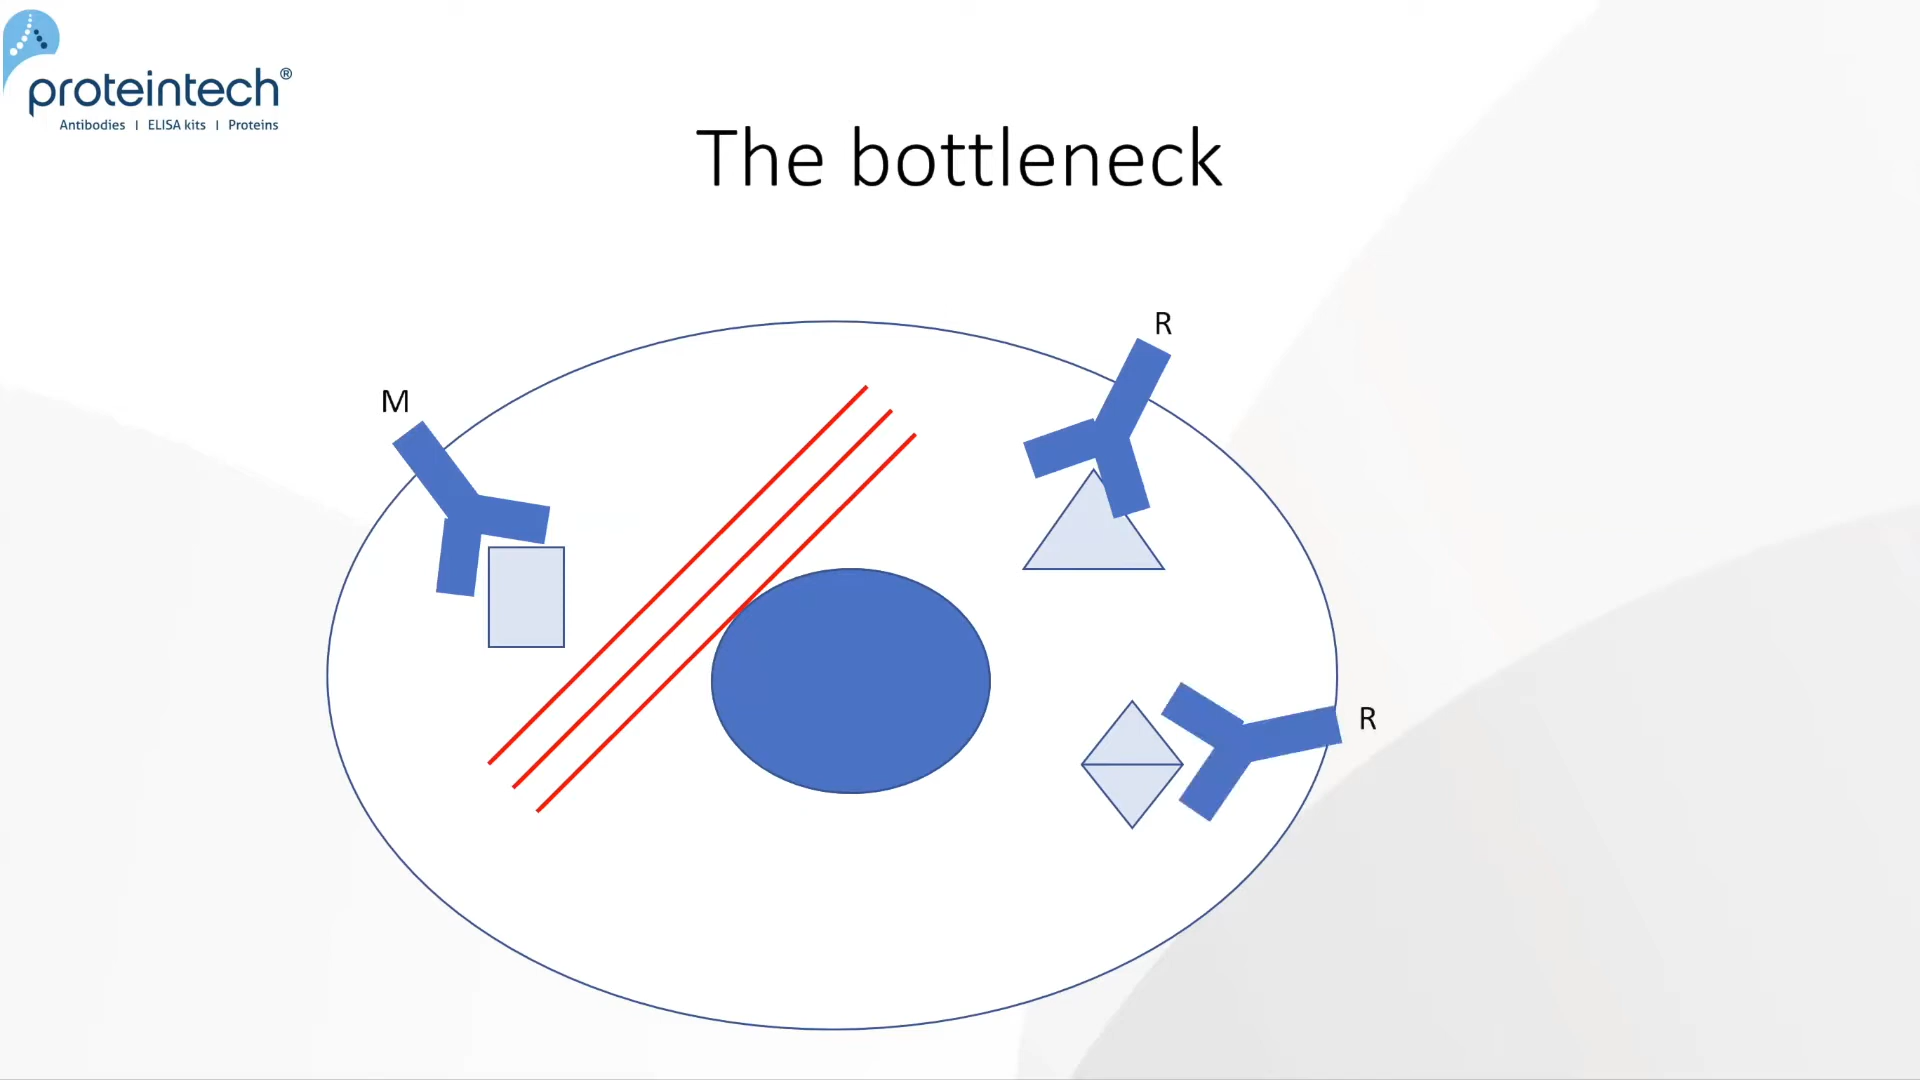 proteintech®
Antibodies | ELISA kits | Proteins
The bottleneck
R
M
R